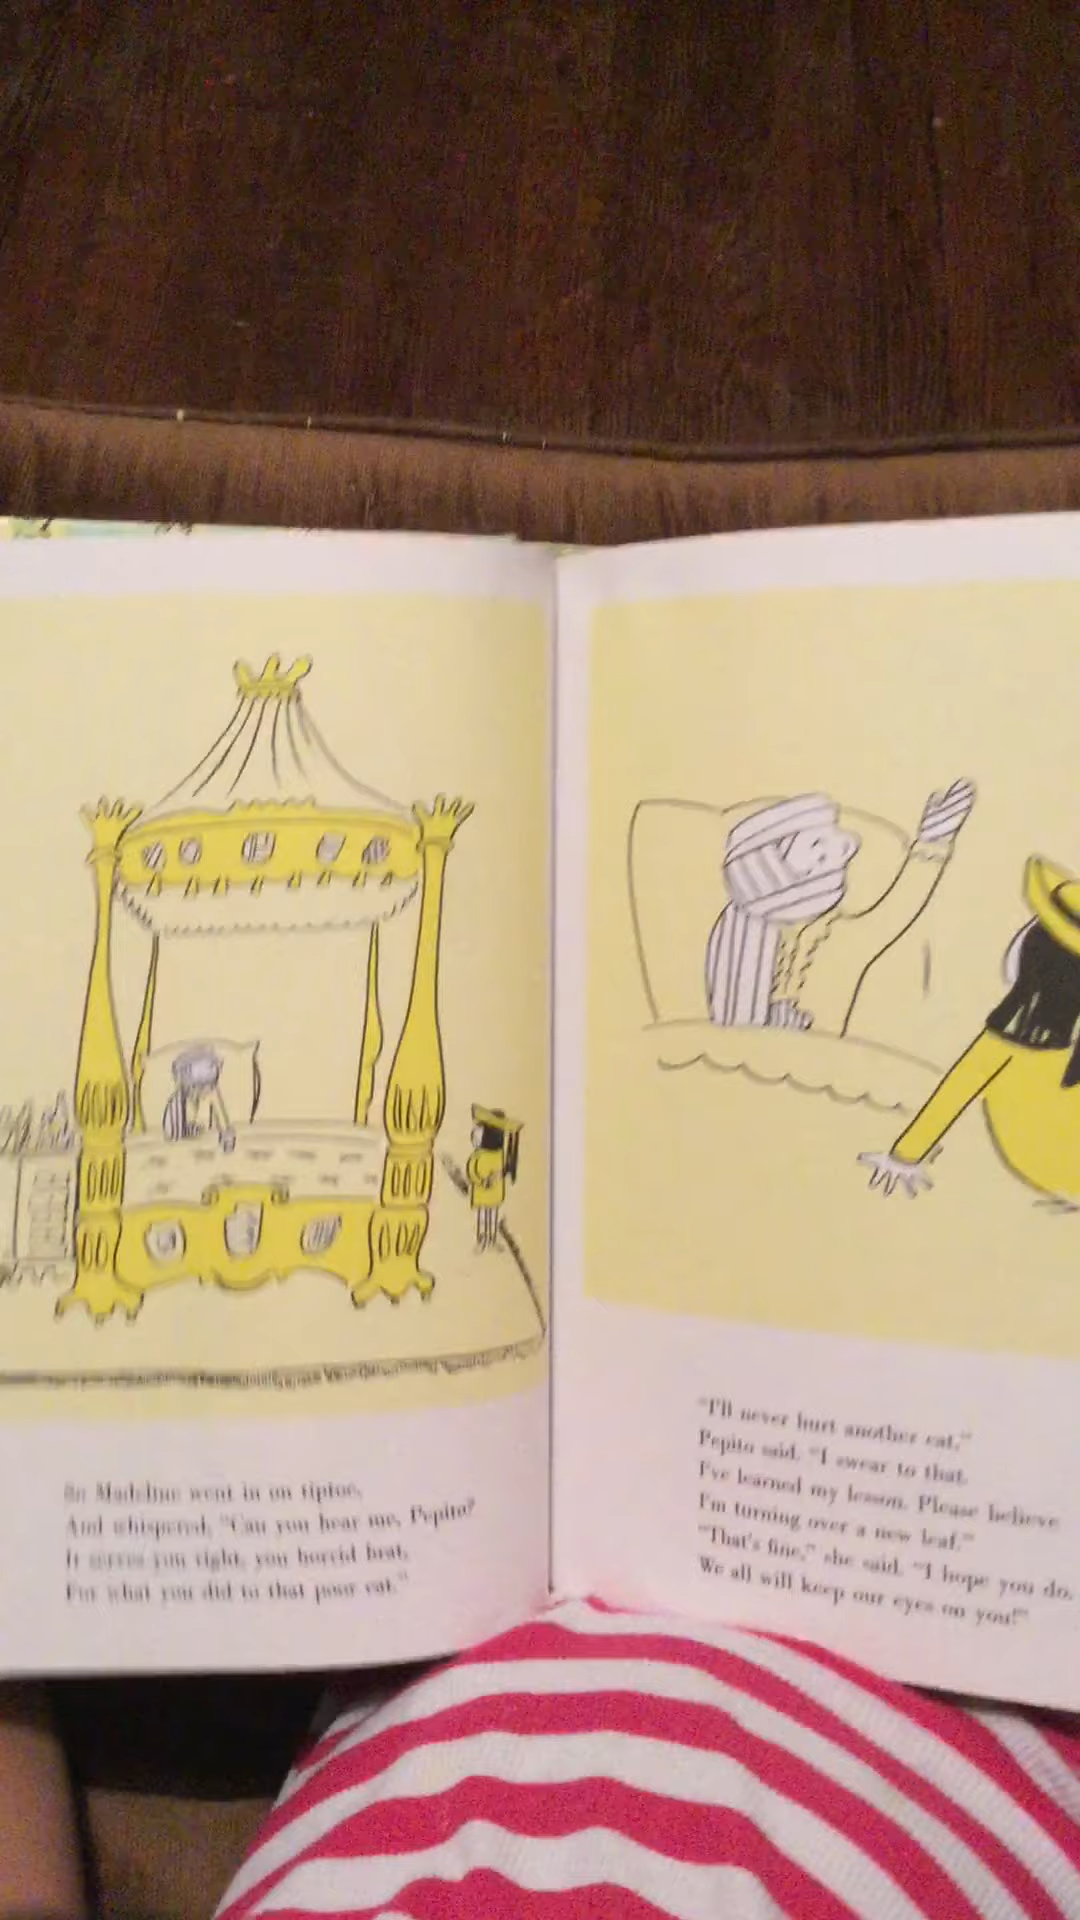 So Madeline went in on tiptoe,
And whispered, "Can you hear me, Pepito?
It serves you right, you horrid brat,
For what you did to that poor cat."
"I'll never hurt another cat,"
Pepito said. "I swear to that.
I've learned my lesson. Please believe
I'm turning over a new leaf."
"That's fine," she said. "I hope you do.
We all will keep our eyes on you!"